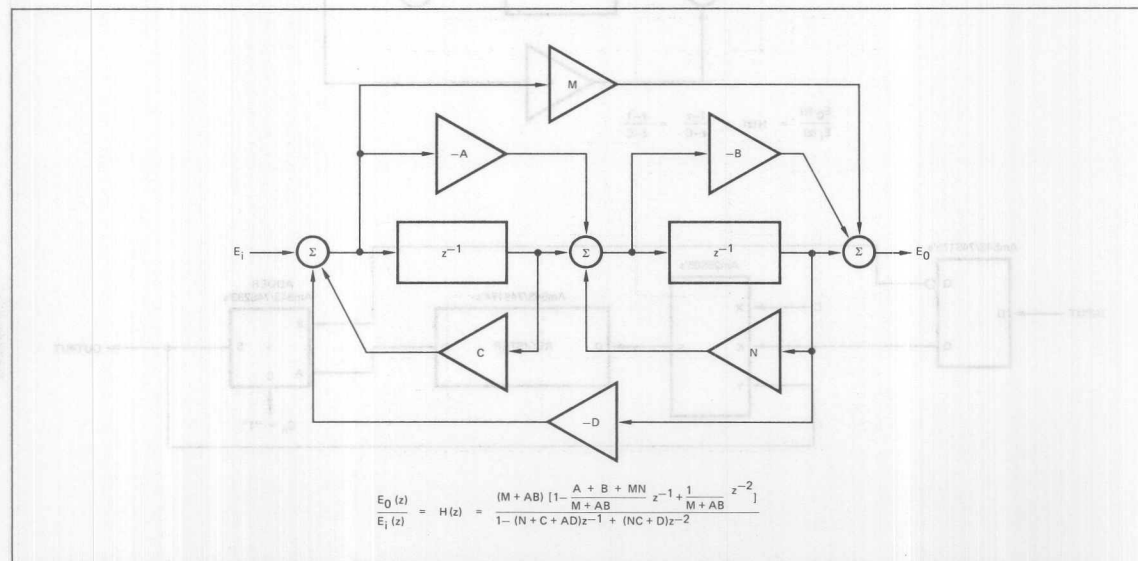 M
−A
−B
E_i
Σ
z⁻¹
Σ
z⁻¹
Σ
E_0
C
N
−D
E_0 (z) / E_i (z) = H(z) = (M + AB) [1− (A + B + MN)/(M + AB) z⁻¹ + 1/(M + AB) z⁻²] / 1− (N + C + AD)z⁻¹ + (NC + D)z⁻²